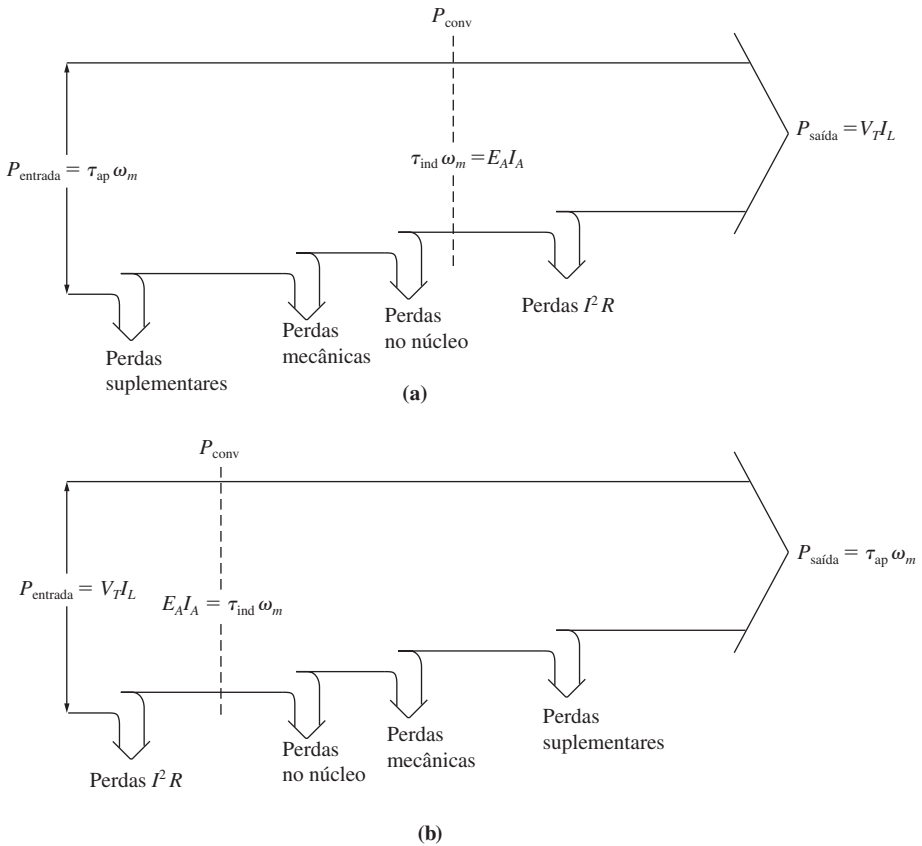 P_conv
P_saída = V_T I_L
τ_ind ω_m = E_A I_A
P_entrada = τ_ap ω_m
Perdas I² R
Perdas
no núcleo
Perdas
mecânicas
Perdas
suplementares
(a)
P_conv
P_saída = τ_ap ω_m
P_entrada = V_T I_L
E_A I_A = τ_ind ω_m
Perdas
suplementares
Perdas
mecânicas
Perdas
no núcleo
Perdas I² R
(b)